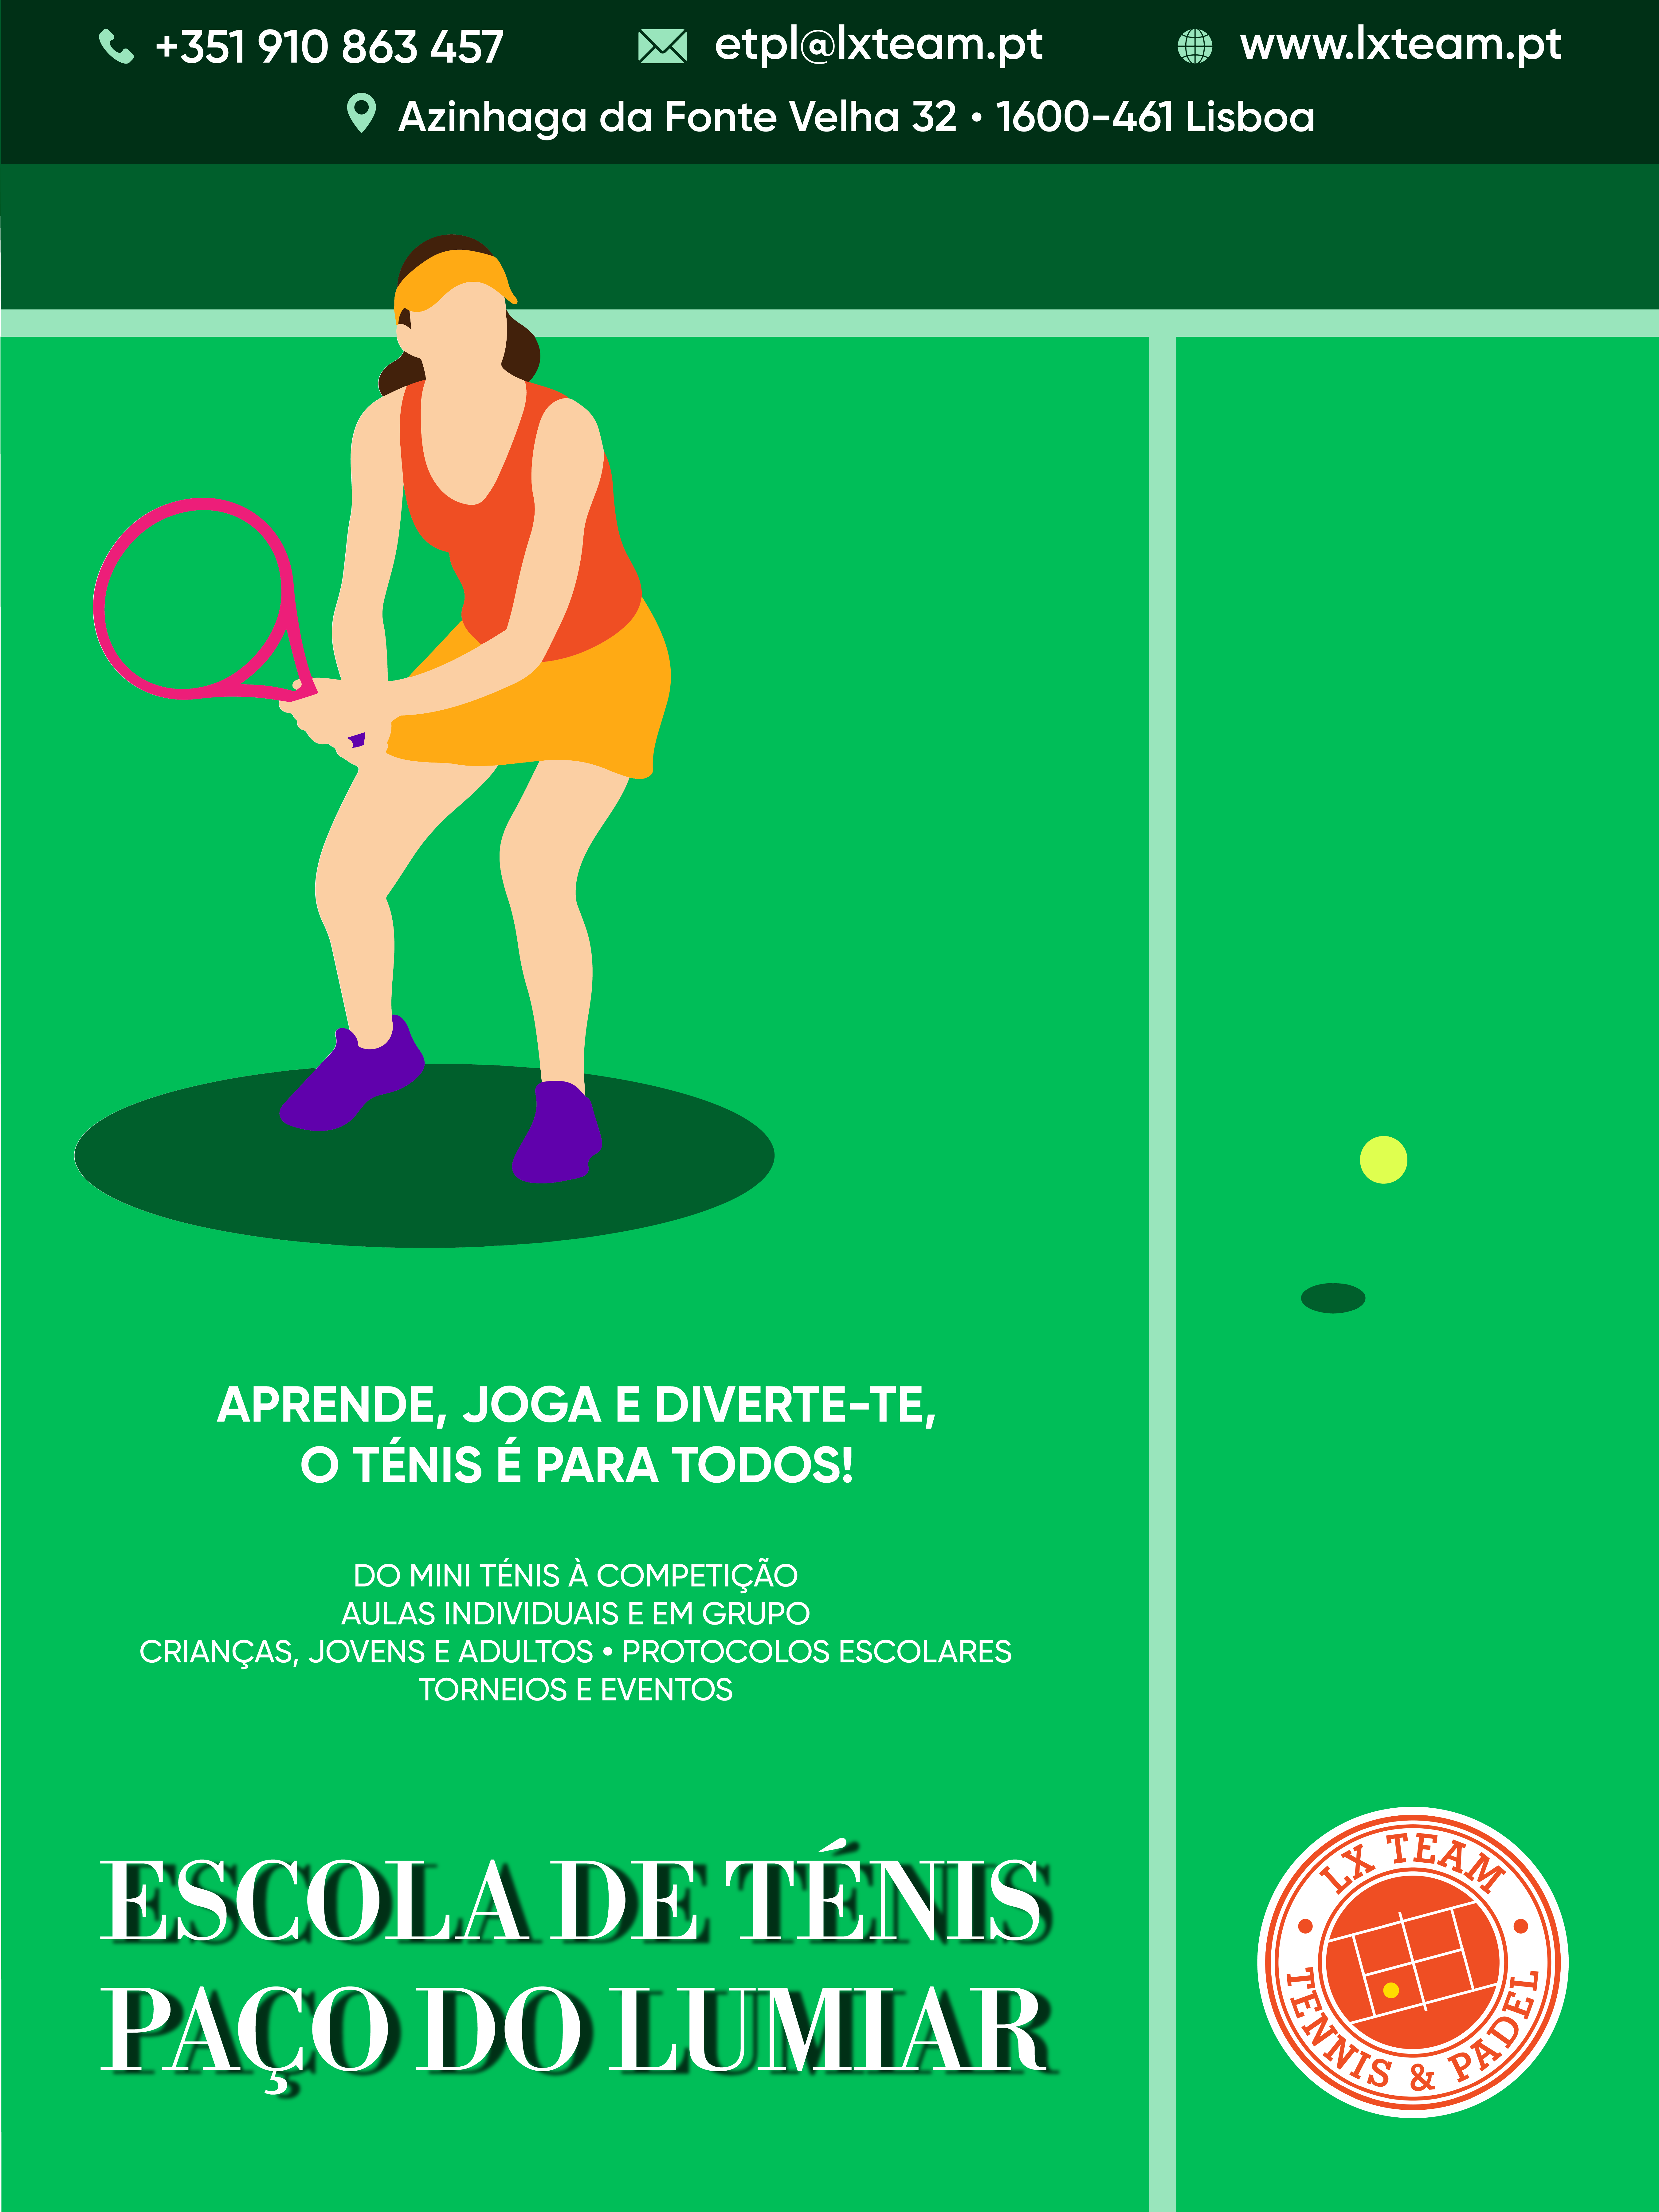 +351 910 863 457
etpl@lxteam.pt
www.lxteam.pt
Azinhaga da Fonte Velha 32 • 1600-461 Lisboa
APRENDE, JOGA E DIVERTE-TE,
O TÉNIS É PARA TODOS!
DO MINI TÉNIS À COMPETIÇÃO
AULAS INDIVIDUAIS E EM GRUPO
CRIANÇAS, JOVENS E ADULTOS • PROTOCOLOS ESCOLARES
TORNEIOS E EVENTOS
ESCOLA DE TÉNIS
PAÇO DO LUMIAR
LX TEAM
TENNIS & PADEL